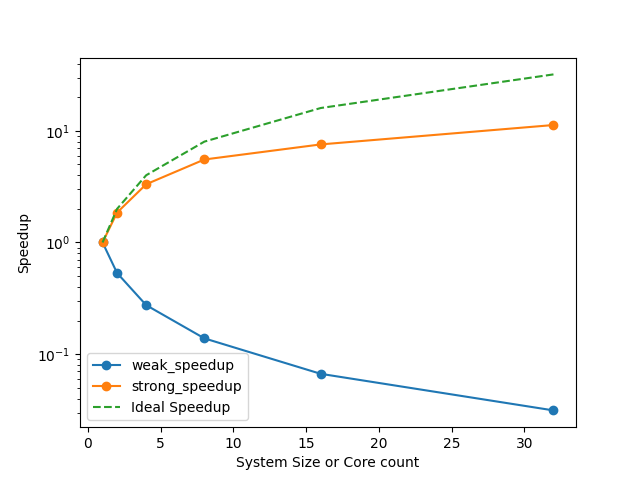 Speedup
10¹
10⁰
10⁻¹
weak_speedup
strong_speedup
Ideal Speedup
0 5 10 15 20 25 30
System Size or Core count